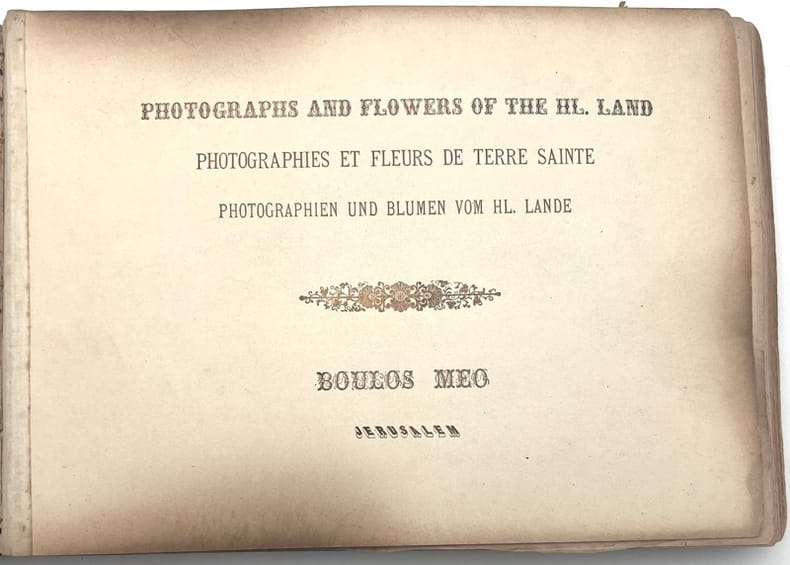 PHOTOGRAPHS AND FLOWERS OF THE HL. LAND
PHOTOGRAPHIES ET FLEURS DE TERRE SAINTE
PHOTOGRAPHIEN UND BLUMEN VOM HL. LANDE
BOULOS MEO
JERUSALEM